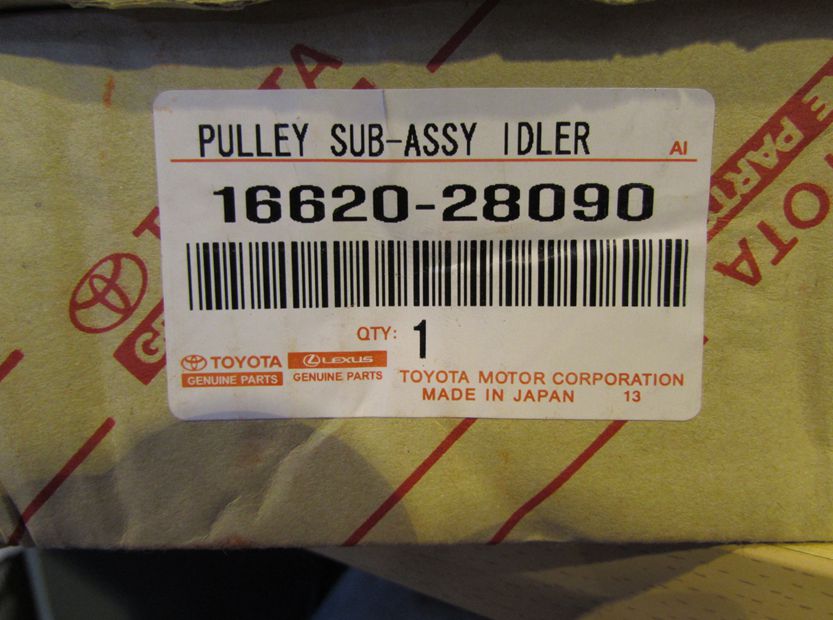 PULLEY SUB-ASSY IDLER AI
16620-28090
QTY: 1
TOYOTA LEXUS
GENUINE PARTS GENUINE PARTS
TOYOTA MOTOR CORPORATION
MADE IN JAPAN 13
TOYOTA